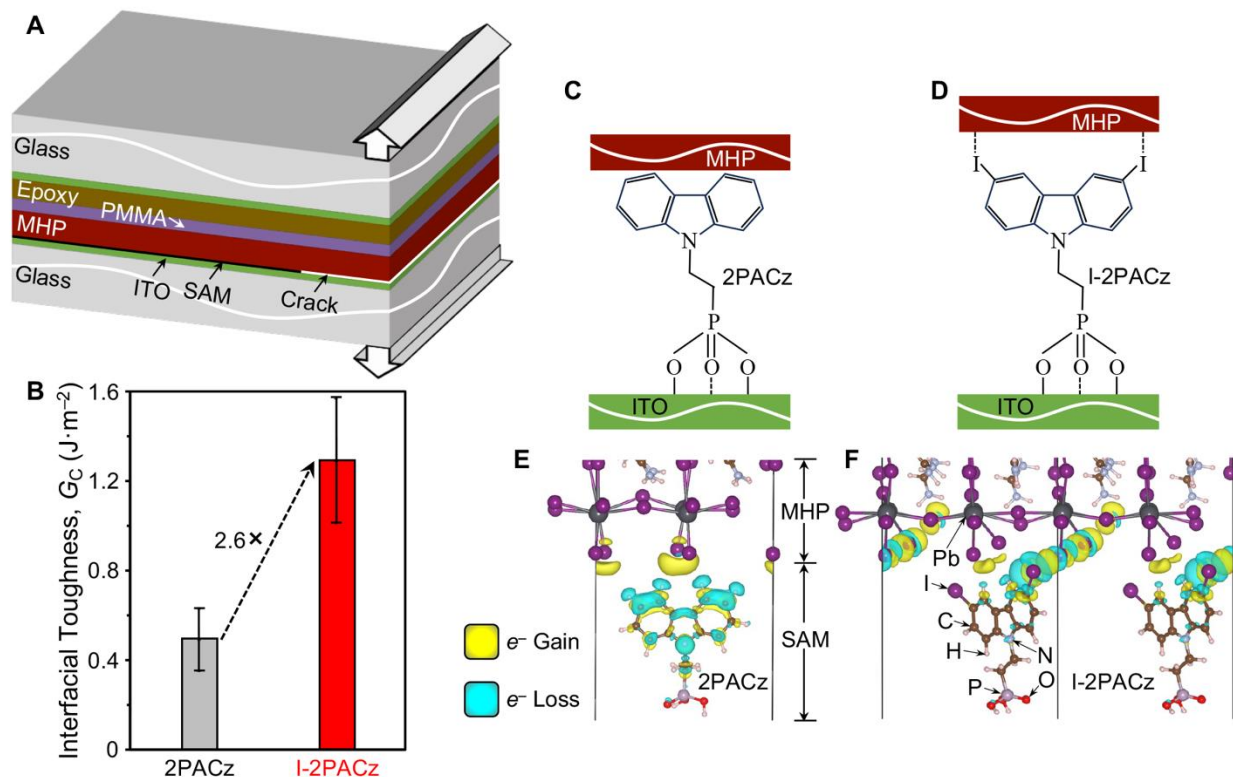 A
Glass
Epoxy
PMMA
MHP
Glass
ITO
SAM
Crack
B
Interfacial Toughness, G_C (J·m⁻²)
1.6
1.2
0.8
0.4
0
2.6×
2PACz
I-2PACz
C
MHP
N
2PACz
P
O
O
O
ITO
D
MHP
I
I
N
I-2PACz
P
O
O
O
ITO
E
MHP
SAM
2PACz
e⁻ Gain
e⁻ Loss
F
Pb
I
C
H
N
P
O
I-2PACz